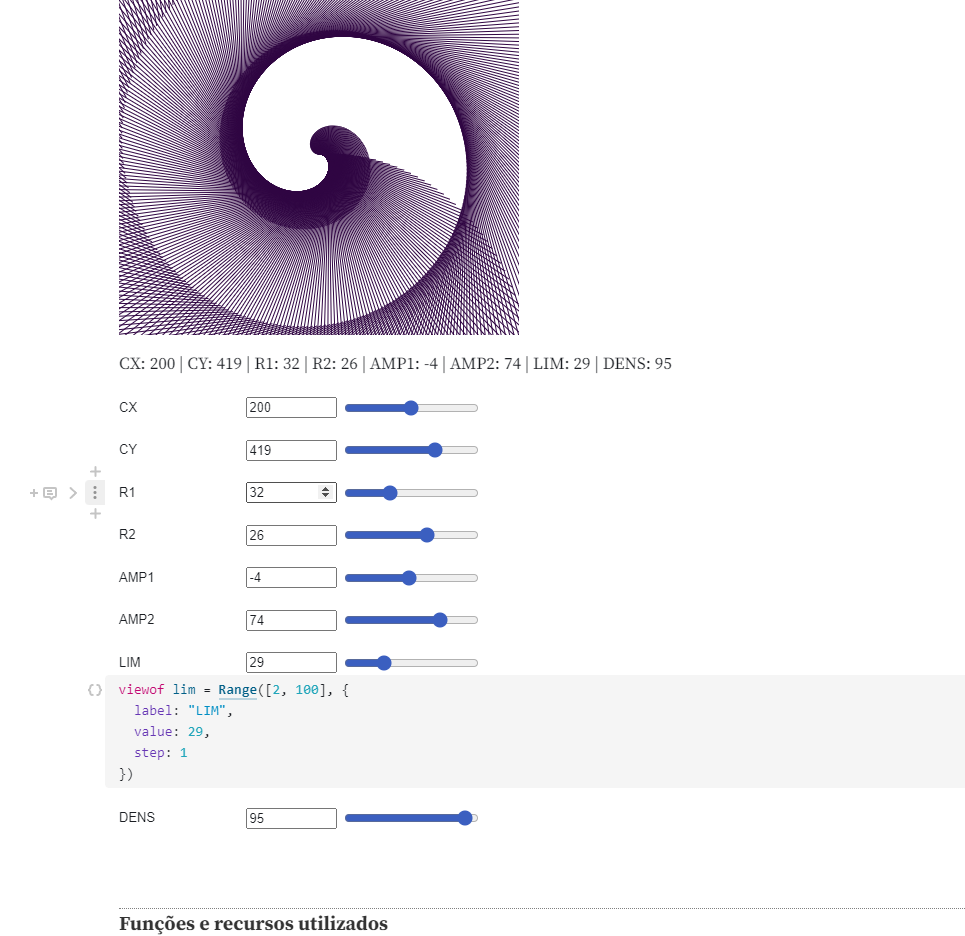 CX: 200 | CY: 419 | R1: 32 | R2: 26 | AMP1: -4 | AMP2: 74 | LIM: 29 | DENS: 95
CX 200
CY 419
R1 32
R2 26
AMP1 -4
AMP2 74
LIM 29
viewof lim = Range([2, 100], {
label: "LIM",
value: 29,
step: 1
})
DENS 95
Funções e recursos utilizados